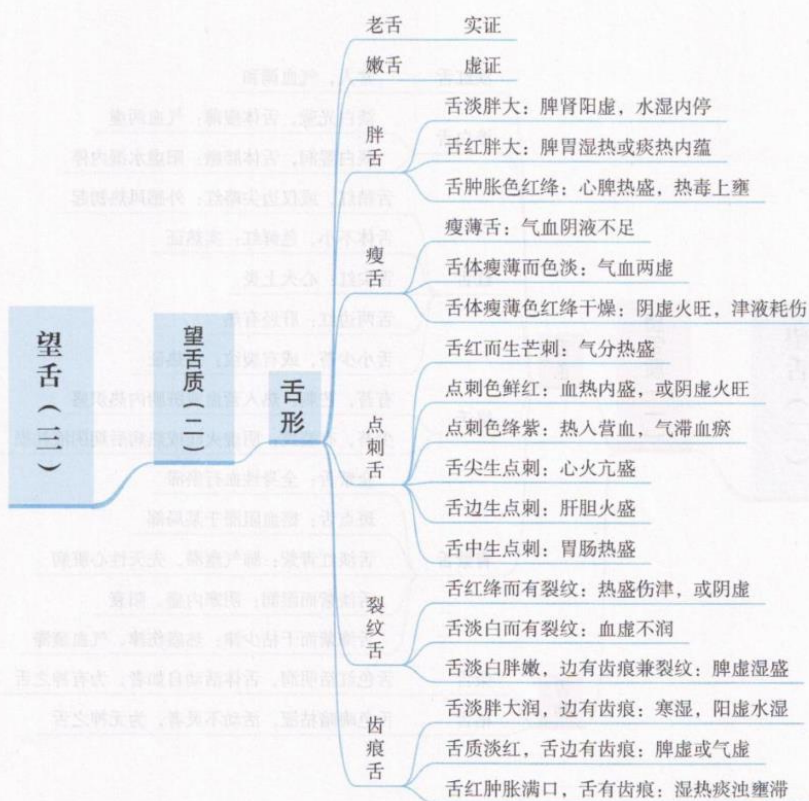 望舌（三）
望舌质（二）
舌形
老舌 实证
嫩舌 虚证
胖舌
舌淡胖大：脾肾阳虚，水湿内停
舌红胖大：脾胃湿热或痰热内蕴
舌肿胀色红绛：心脾热盛，热毒上壅
瘦舌
瘦薄舌：气血阴液不足
舌体瘦薄而色淡：气血两虚
舌体瘦薄色红绛干燥：阴虚火旺，津液耗伤
点刺舌
舌红而生芒刺：气分热盛
点刺色鲜红：血热内盛，或阴虚火旺
点刺色绛紫：热入营血，气滞血瘀
舌尖生点刺：心火亢盛
舌边生点刺：肝胆火盛
舌中生点刺：胃肠热盛
裂纹舌
舌红绛而有裂纹：热盛伤津，或阴虚
舌淡白而有裂纹：血虚不润
舌淡白胖嫩、边有齿痕兼裂纹：脾虚湿盛
齿痕舌
舌淡胖大润，边有齿痕：寒湿，阳虚水湿
舌质淡红，舌边有齿痕：脾虚或气虚
舌红肿胀满口，舌有齿痕：湿热痰浊壅滞